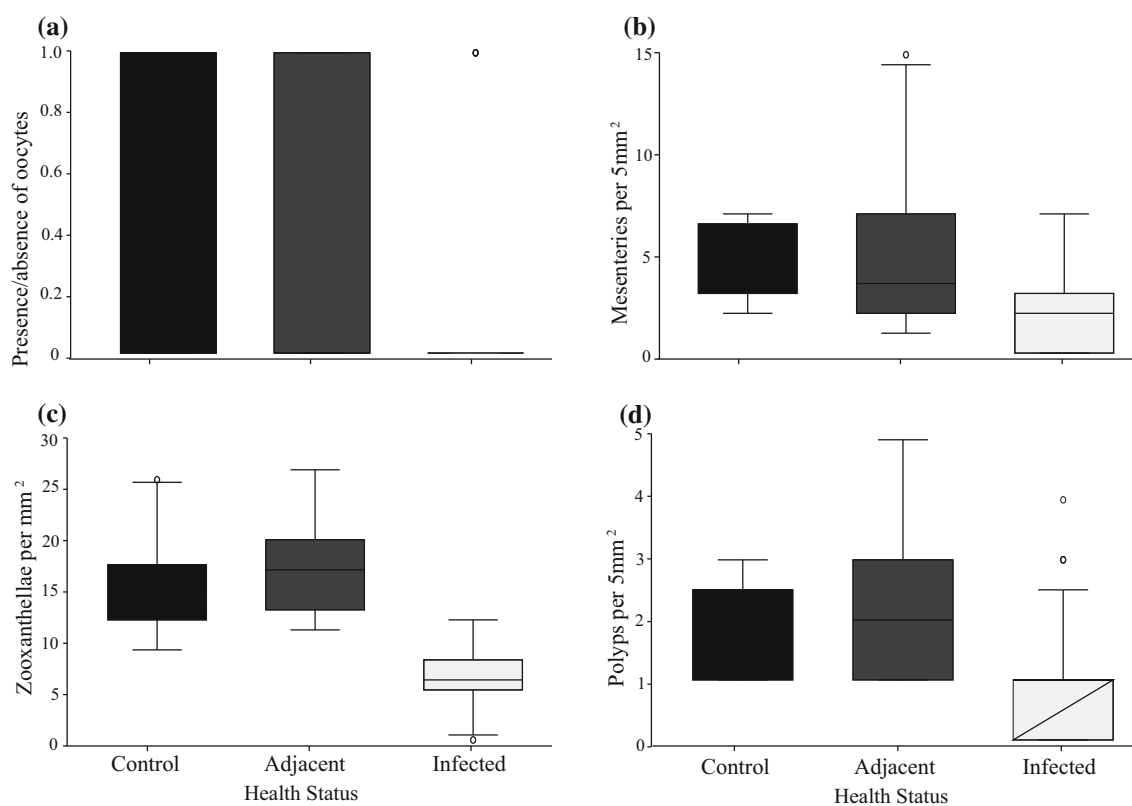 (a)
Presence/absence of oocytes
1.0
0.8
0.6
0.4
0.2
0
(b)
Mesenteries per 5mm²
15
10
5
0
(c)
Zooxanthellae per mm²
30
25
20
15
10
5
0
Control Adjacent Infected
Health Status
(d)
Polyps per 5mm²
5
4
3
2
1
0
Control Adjacent Infected
Health Status